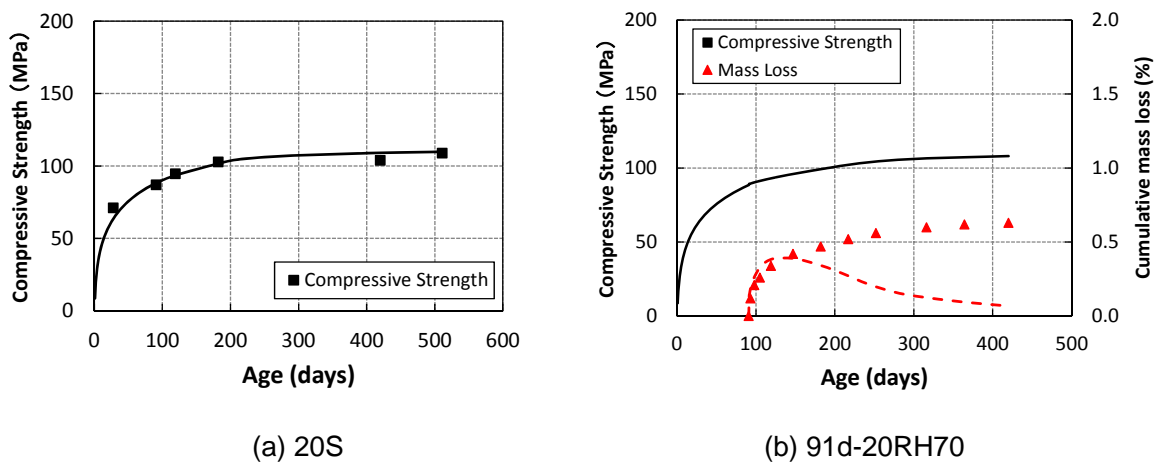 200
150
100
50
0
Compressive Strength (MPa)
Compressive Strength
0 100 200 300 400 500 600
Age (days)
(a) 20S
200
150
100
50
0
Compressive Strength (MPa)
Compressive Strength
Mass Loss
2.0
1.5
1.0
0.5
0.0
Cumulative mass loss (%)
0 100 200 300 400 500
Age (days)
(b) 91d-20RH70